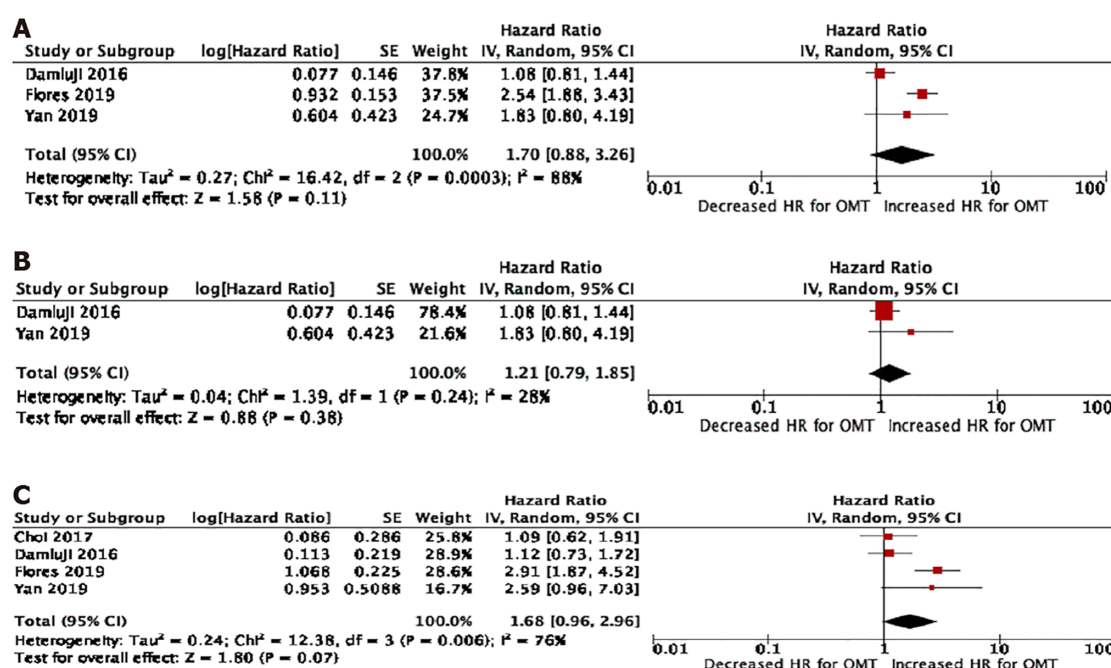 A
Hazard Ratio Hazard Ratio
Study or Subgroup log[Hazard Ratio] SE Weight IV, Random, 95% CI IV, Random, 95% CI
Damluji 2016 0.077 0.146 37.8% 1.08 [0.81, 1.44]
Flores 2019 0.932 0.153 37.5% 2.54 [1.88, 3.43]
Yan 2019 0.604 0.423 24.7% 1.83 [0.80, 4.19]
Total (95% CI) 100.0% 1.70 [0.88, 3.26]
Heterogeneity: Tau² = 0.27; Chi² = 16.42, df = 2 (P = 0.0003); I² = 88%
Test for overall effect: Z = 1.58 (P = 0.11)
0.01 0.1 1 10 100
Decreased HR for OMT Increased HR for OMT
B
Hazard Ratio Hazard Ratio
Study or Subgroup log[Hazard Ratio] SE Weight IV, Random, 95% CI IV, Random, 95% CI
Damluji 2016 0.077 0.146 78.4% 1.08 [0.81, 1.44]
Yan 2019 0.604 0.423 21.6% 1.83 [0.80, 4.19]
Total (95% CI) 100.0% 1.21 [0.79, 1.85]
Heterogeneity: Tau² = 0.04; Chi² = 1.39, df = 1 (P = 0.24); I² = 28%
Test for overall effect: Z = 0.88 (P = 0.38)
0.01 0.1 1 10 100
Decreased HR for OMT Increased HR for OMT
C
Hazard Ratio Hazard Ratio
Study or Subgroup log[Hazard Ratio] SE Weight IV, Random, 95% CI IV, Random, 95% CI
Choi 2017 0.086 0.286 25.8% 1.09 [0.62, 1.91]
Damluji 2016 0.113 0.219 28.9% 1.12 [0.73, 1.72]
Flores 2019 1.068 0.225 28.6% 2.91 [1.87, 4.52]
Yan 2019 0.953 0.5088 16.7% 2.59 [0.96, 7.03]
Total (95% CI) 100.0% 1.68 [0.96, 2.96]
Heterogeneity: Tau² = 0.24; Chi² = 12.38, df = 3 (P = 0.006); I² = 76%
Test for overall effect: Z = 1.80 (P = 0.07)
0.01 0.1 1 10 100
Decreased HR for OMT Increased HR for OMT